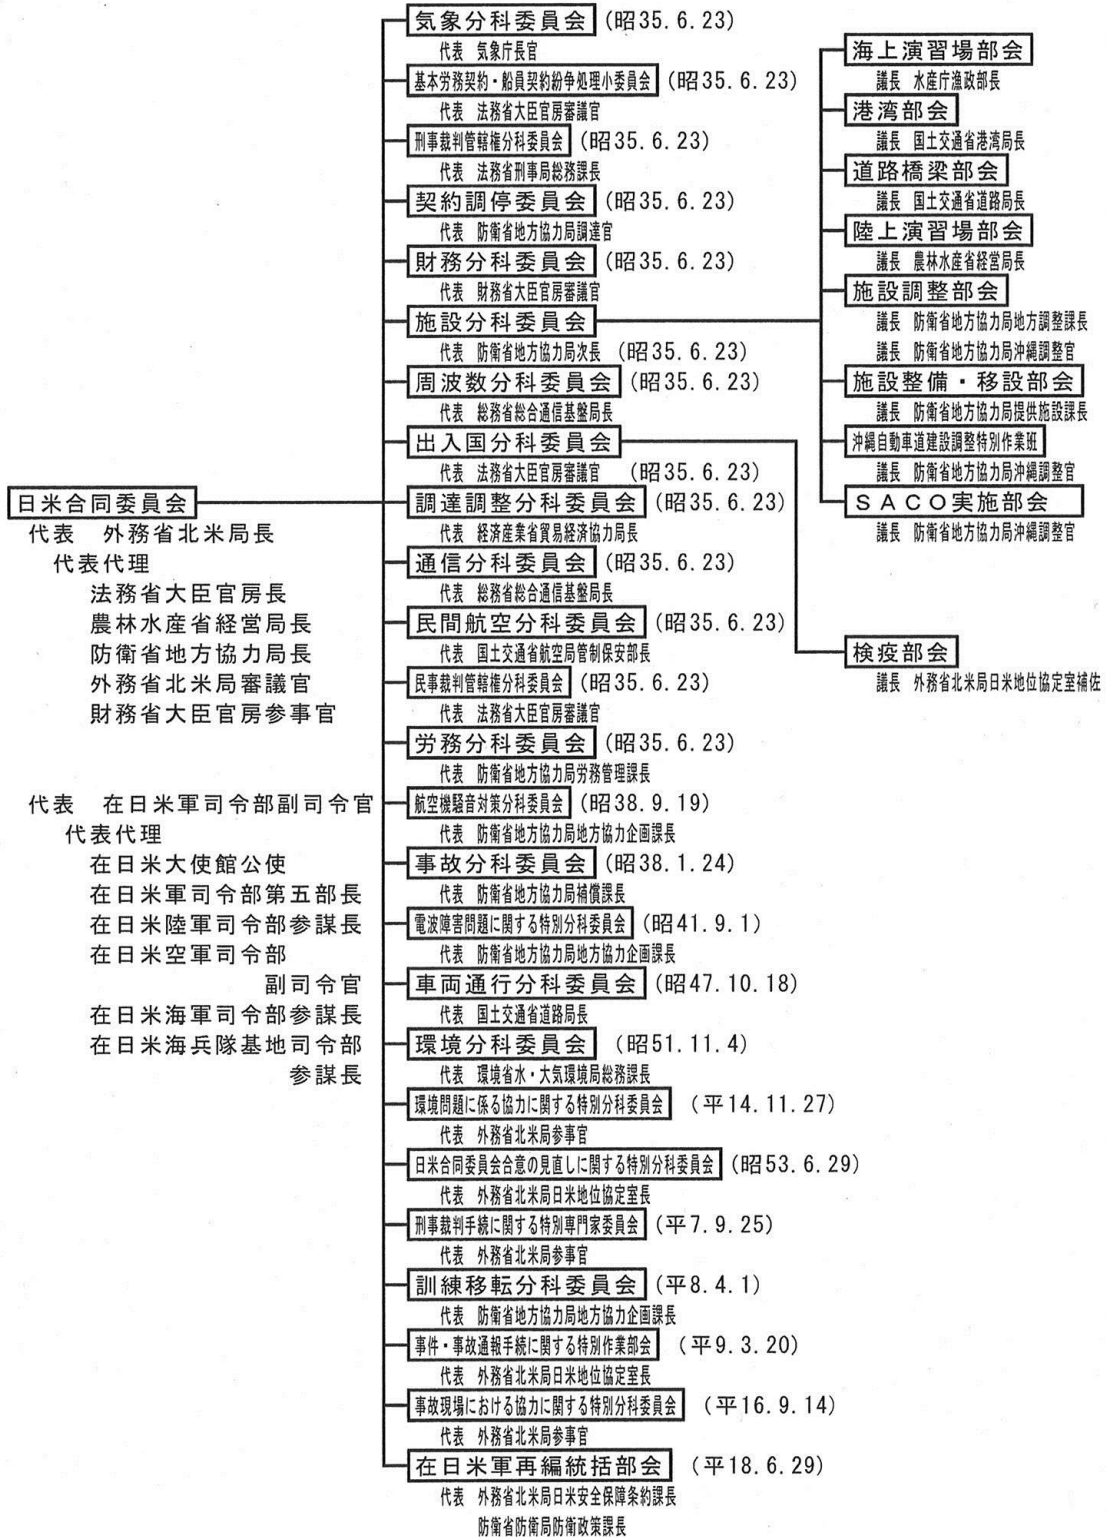 日米合同委員会
代表 外務省北米局長
代表代理
法務省大臣官房長
農林水産省経営局長
防衛省地方協力局長
外務省北米局審議官
財務省大臣官房参事官
代表 在日米軍司令部副司令官
代表代理
在日米大使館公使
在日米軍司令部第五部長
在日米陸軍司令部参謀長
在日米空軍司令部
副司令官
在日米海軍司令部参謀長
在日米海兵隊基地司令部
参謀長
気象分科委員会 (昭35.6.23)
代表 気象庁長官
基本労務契約・船員契約紛争処理小委員会 (昭35.6.23)
代表 法務省大臣官房審議官
刑事裁判管轄権分科委員会 (昭35.6.23)
代表 法務省刑事局総務課長
契約調停委員会 (昭35.6.23)
代表 防衛省地方協力局調達官
財務分科委員会 (昭35.6.23)
代表 財務省大臣官房審議官
施設分科委員会
代表 防衛省地方協力局次長 (昭35.6.23)
周波数分科委員会 (昭35.6.23)
代表 総務省総合通信基盤局長
出入国分科委員会
代表 法務省大臣官房審議官 (昭35.6.23)
調達調整分科委員会 (昭35.6.23)
代表 経済産業省貿易経済協力局長
通信分科委員会 (昭35.6.23)
代表 総務省総合通信基盤局長
民間航空分科委員会 (昭35.6.23)
代表 国土交通省航空局管制保安部長
民事裁判管轄権分科委員会 (昭35.6.23)
代表 法務省大臣官房審議官
労務分科委員会 (昭35.6.23)
代表 防衛省地方協力局労務管理課長
航空機騒音対策分科委員会 (昭38.9.19)
代表 防衛省地方協力局地方協力企画課長
事故分科委員会 (昭38.1.24)
代表 防衛省地方協力局補償課長
電波障害問題に関する特別分科委員会 (昭41.9.1)
代表 防衛省地方協力局地方協力企画課長
車両通行分科委員会 (昭47.10.18)
代表 国土交通省道路局長
環境分科委員会 (昭51.11.4)
代表 環境省水・大気環境局総務課長
環境問題に係る協力に関する特別分科委員会 (平14.11.27)
代表 外務省北米局参事官
日米合同委員会合意の見直しに関する特別分科委員会 (昭53.6.29)
代表 外務省北米局日米地位協定室長
刑事裁判手続に関する特別専門家委員会 (平7.9.25)
代表 外務省北米局参事官
訓練移転分科委員会 (平8.4.1)
代表 防衛省地方協力局地方協力企画課長
事件・事故通報手続に関する特別作業部会 (平9.3.20)
代表 外務省北米局日米地位協定室長
事故現場における協力に関する特別分科委員会 (平16.9.14)
代表 外務省北米局参事官
在日米軍再編統括部会 (平18.6.29)
代表 外務省北米局日米安全保障条約課長
防衛省防衛局防衛政策課長
海上演習場部会
議長 水産庁漁政部長
港湾部会
議長 国土交通省港湾局長
道路橋梁部会
議長 国土交通省道路局長
陸上演習場部会
議長 農林水産省経営局長
施設調整部会
議長 防衛省地方協力局地方調整課長
議長 防衛省地方協力局沖縄調整官
施設整備・移設部会
議長 防衛省地方協力局提供施設課長
沖縄自動車道建設調整特別作業班
議長 防衛省地方協力局沖縄調整官
ＳＡＣＯ実施部会
議長 防衛省地方協力局沖縄調整官
検疫部会
議長 外務省北米局日米地位協定室補佐